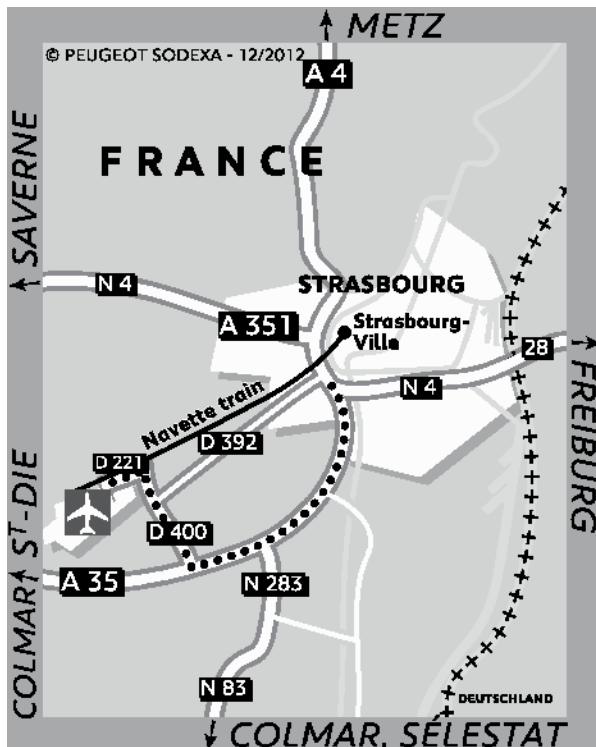 METZ
© PEUGEOT SODEXA - 12/2012
A 4
FRANCE
SAVERNE
N 4
STRASBOURG
A 351
Strasbourg-
Ville
28
N 4
FREIBURG
Navette train
D 392
D 221
ST-DIE
D 400
A 35
COLMAR
N 283
N 83
DEUTSCHLAND
COLMAR, SÉLESTAT